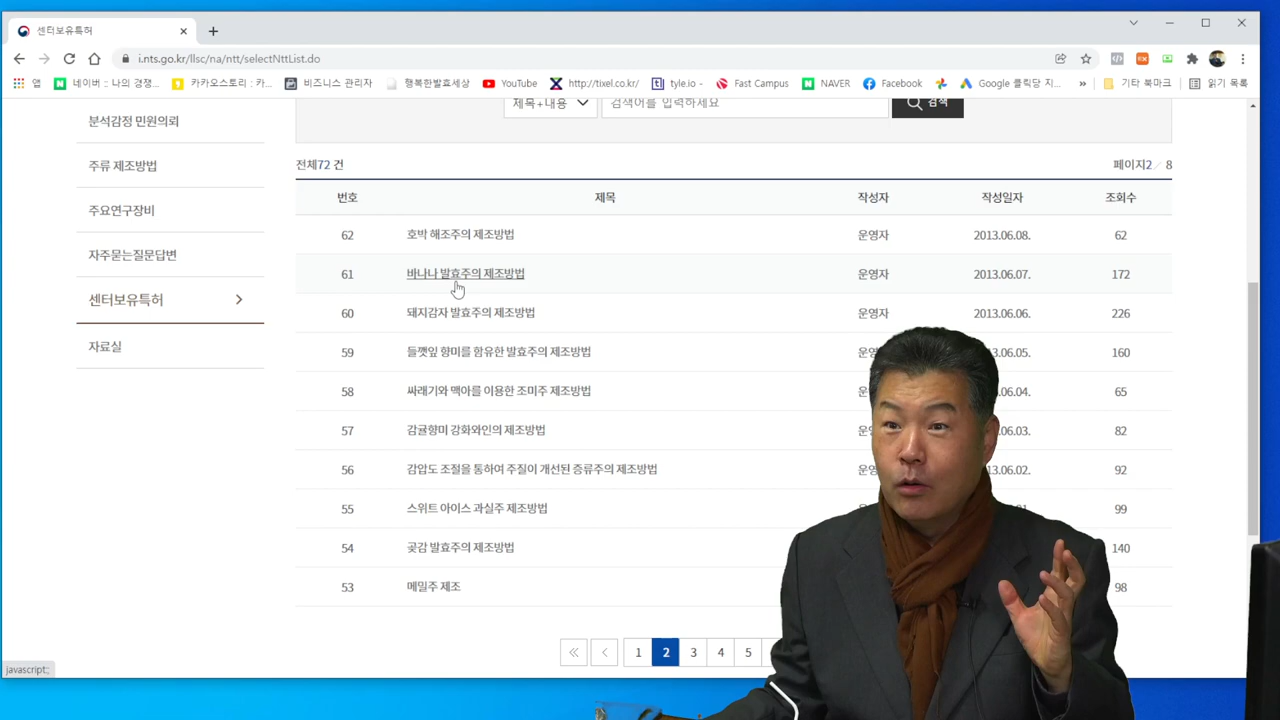 센터보유특허
i.nts.go.kr/llsc/na/ntt/selectNttList.do
앱 네이버 :: 나의 경쟁... 카카오스토리 : 카... 비즈니스 관리자 행복한발효세상 YouTube http://tixel.co.kr/ tyle.io - Fast Campus NAVER Facebook Google 클릭당 지... » 기타 북마크 읽기 목록
제목+내용 검색어를 입력하세요 검색
분석감정 민원의뢰
주류 제조방법
주요연구장비
자주묻는질문답변
센터보유특허
자료실
전체72 건 페이지2 / 8
번호 제목 작성자 작성일자 조회수
62 호박 해조주의 제조방법 운영자 2013.06.08. 62
61 바나나 발효주의 제조방법 운영자 2013.06.07. 172
60 돼지감자 발효주의 제조방법 운영자 2013.06.06. 226
59 들깻잎 향미를 함유한 발효주의 제조방법 .06.05. 160
58 싸래기와 맥아를 이용한 조미주 제조방법 .06.04. 65
57 감귤향미 강화와인의 제조방법 .06.03. 82
56 감압도 조절을 통하여 주질이 개선된 증류주의 제조방법 .06.02. 92
55 스위트 아이스 과실주 제조방법 99
54 곶감 발효주의 제조방법 140
53 메밀주 제조 98
1 2 3 4 5
javascript:;